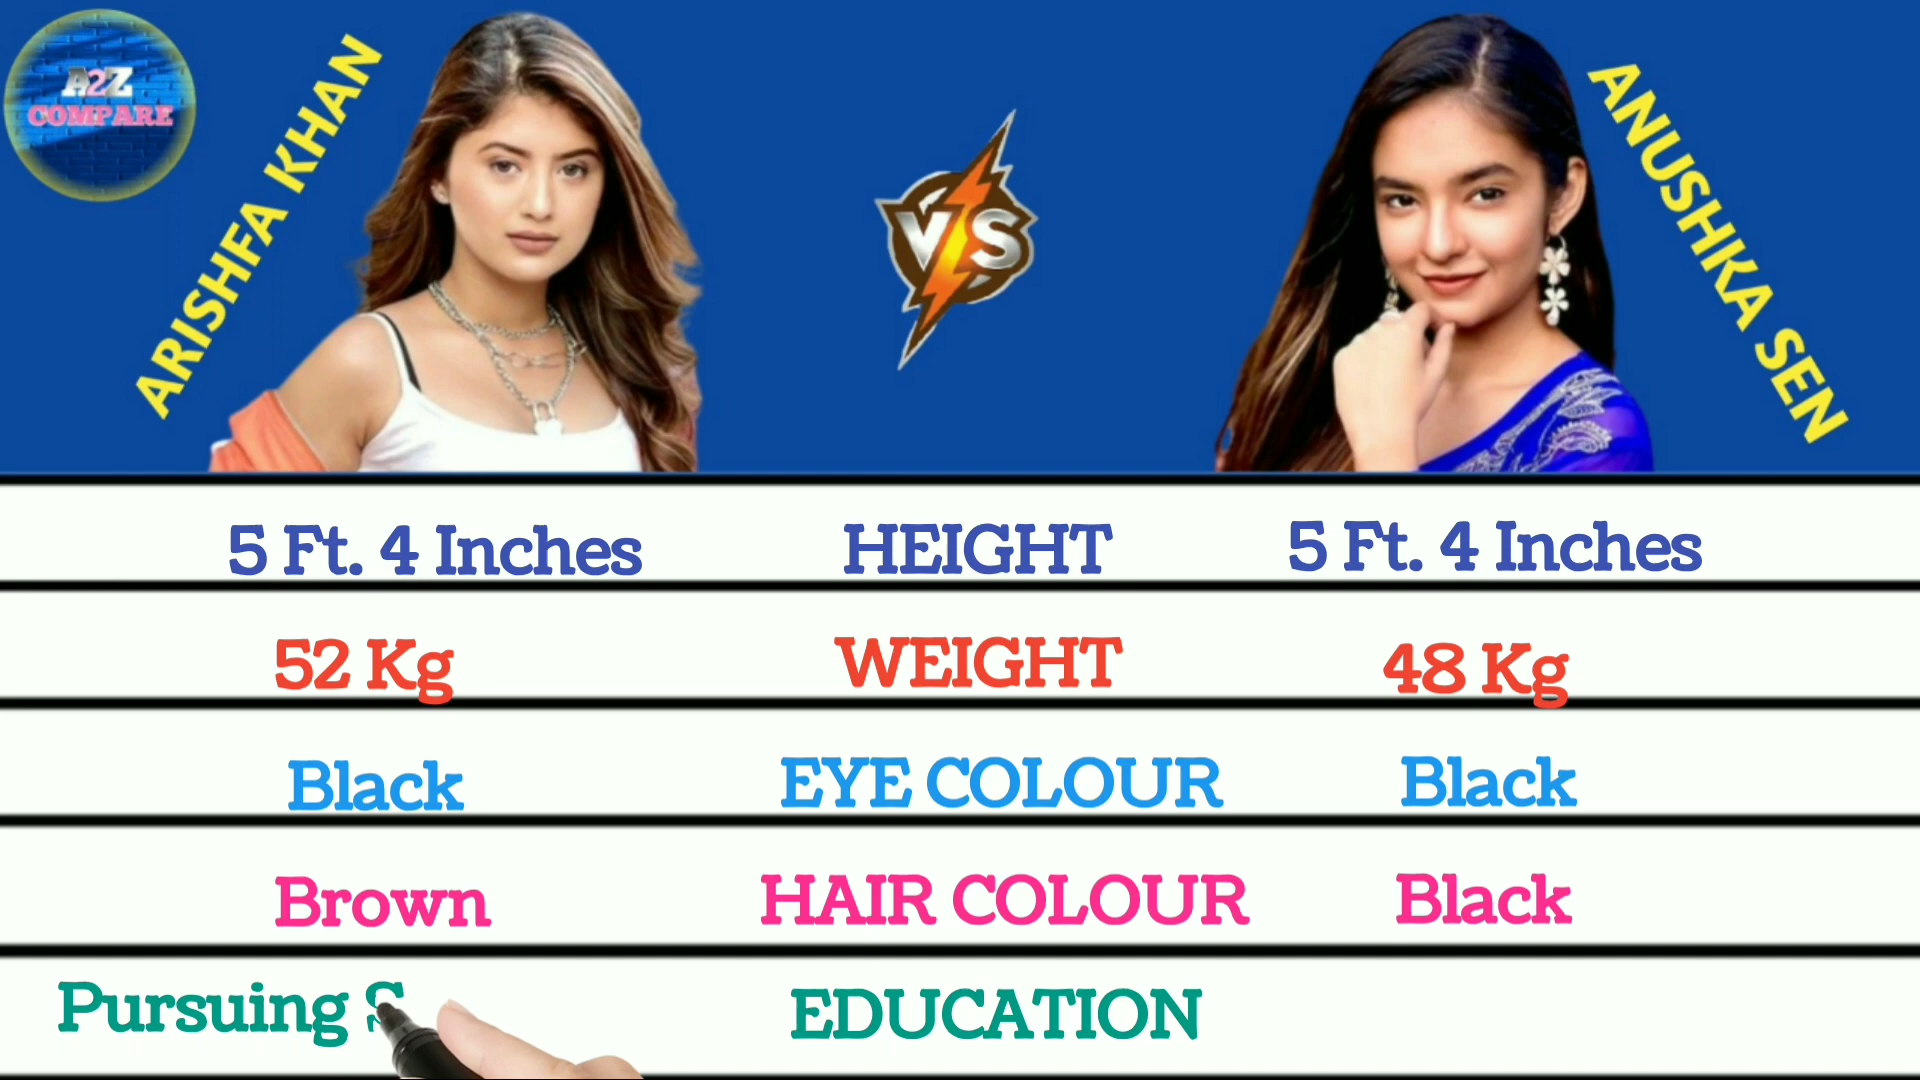 A2Z
COMPARE
ARISHFA KHAN
VS
ANUSHKA SEN
5 Ft. 4 Inches HEIGHT 5 Ft. 4 Inches
52 Kg WEIGHT 48 Kg
Black EYE COLOUR Black
Brown HAIR COLOUR Black
Pursuing S EDUCATION